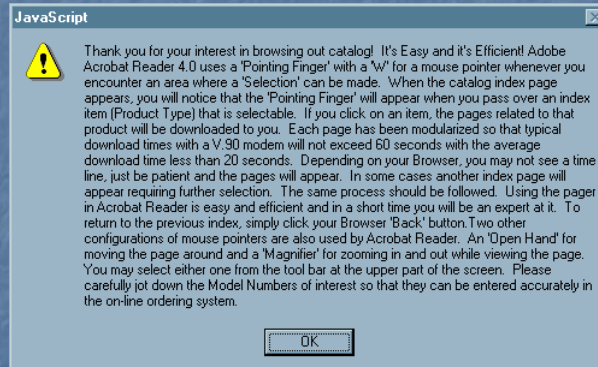 JavaScript
Thank you for your interest in browsing out catalog!  It's Easy and it's Efficient! Adobe
Acrobat Reader 4.0 uses a 'Pointing Finger' with a 'W' for a mouse pointer whenever you
encounter an area where a 'Selection' can be made.  When the catalog index page
appears, you will notice that the 'Pointing Finger' will appear when you pass over an index
item (Product Type) that is selectable.  If you click on an item, the pages related to that
product will be downloaded to you.  Each page has been modularized so that typical
download times with a V.90 modem will not exceed 60 seconds with the average
download time less than 20 seconds.  Depending on your Browser, you may not see a time
line, just be patient and the pages will appear.  In some cases another index page will
appear requiring further selection.  The same process should be followed.  Using the pager
in Acrobat Reader is easy and efficient and in a short time you will be an expert at it.  To
return to the previous index, simply click your Browser 'Back' button.Two other
configurations of mouse pointers are also used by Acrobat Reader.  An 'Open Hand' for
moving the page around and a 'Magnifier' for zooming in and out while viewing the page.
You may select either one from the tool bar at the upper part of the screen.  Please
carefully jot down the Model Numbers of interest so that they can be entered accurately in
the on-line ordering system.
OK